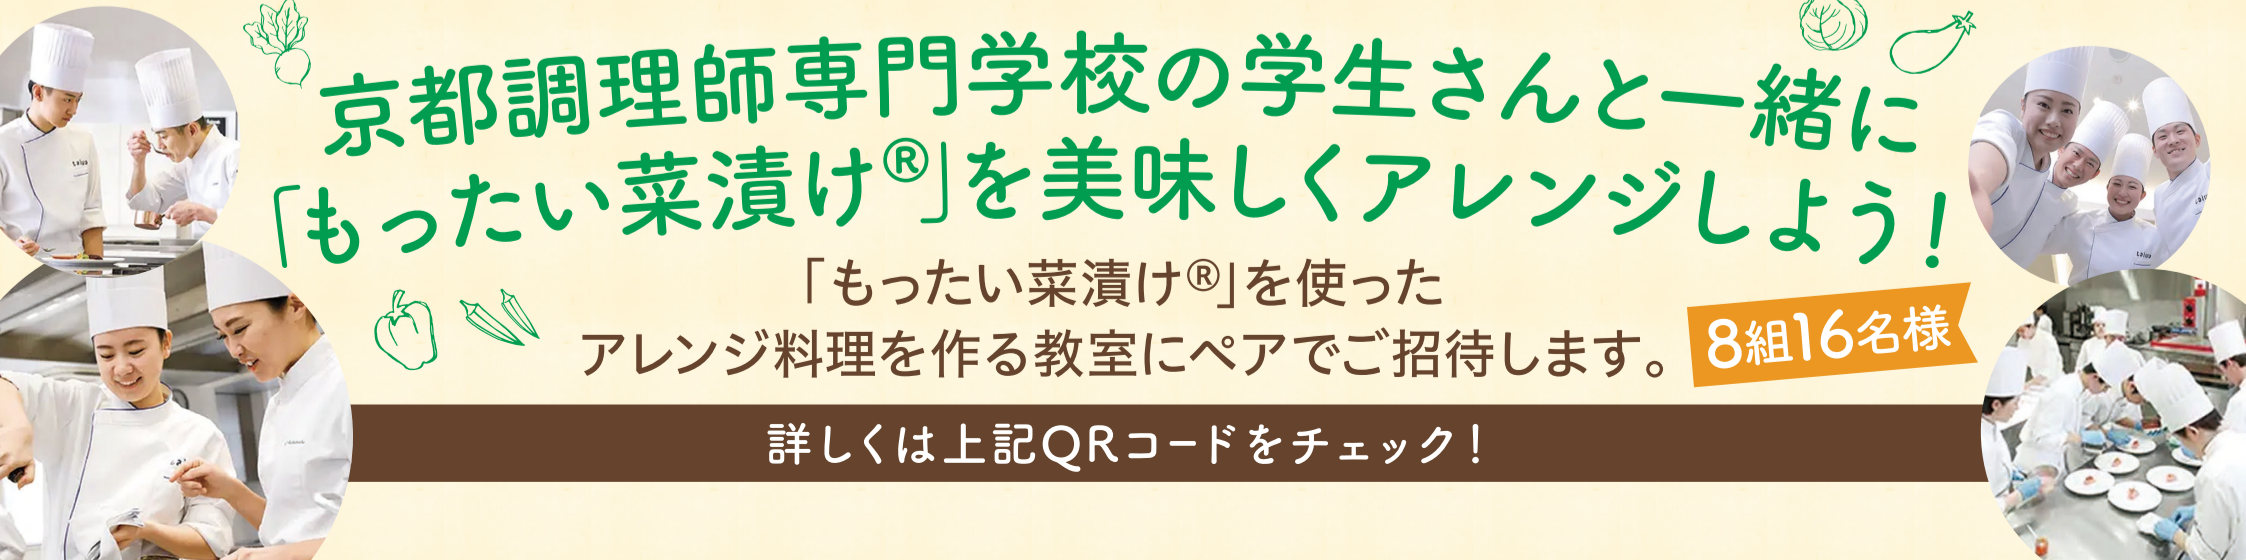 京都調理師専門学校の学生さんと一緒に
「もったい菜漬け®」を美味しくアレンジしよう！
「もったい菜漬け®」を使った
アレンジ料理を作る教室にペアでご招待します。
8組16名様
詳しくは上記QRコードをチェック！